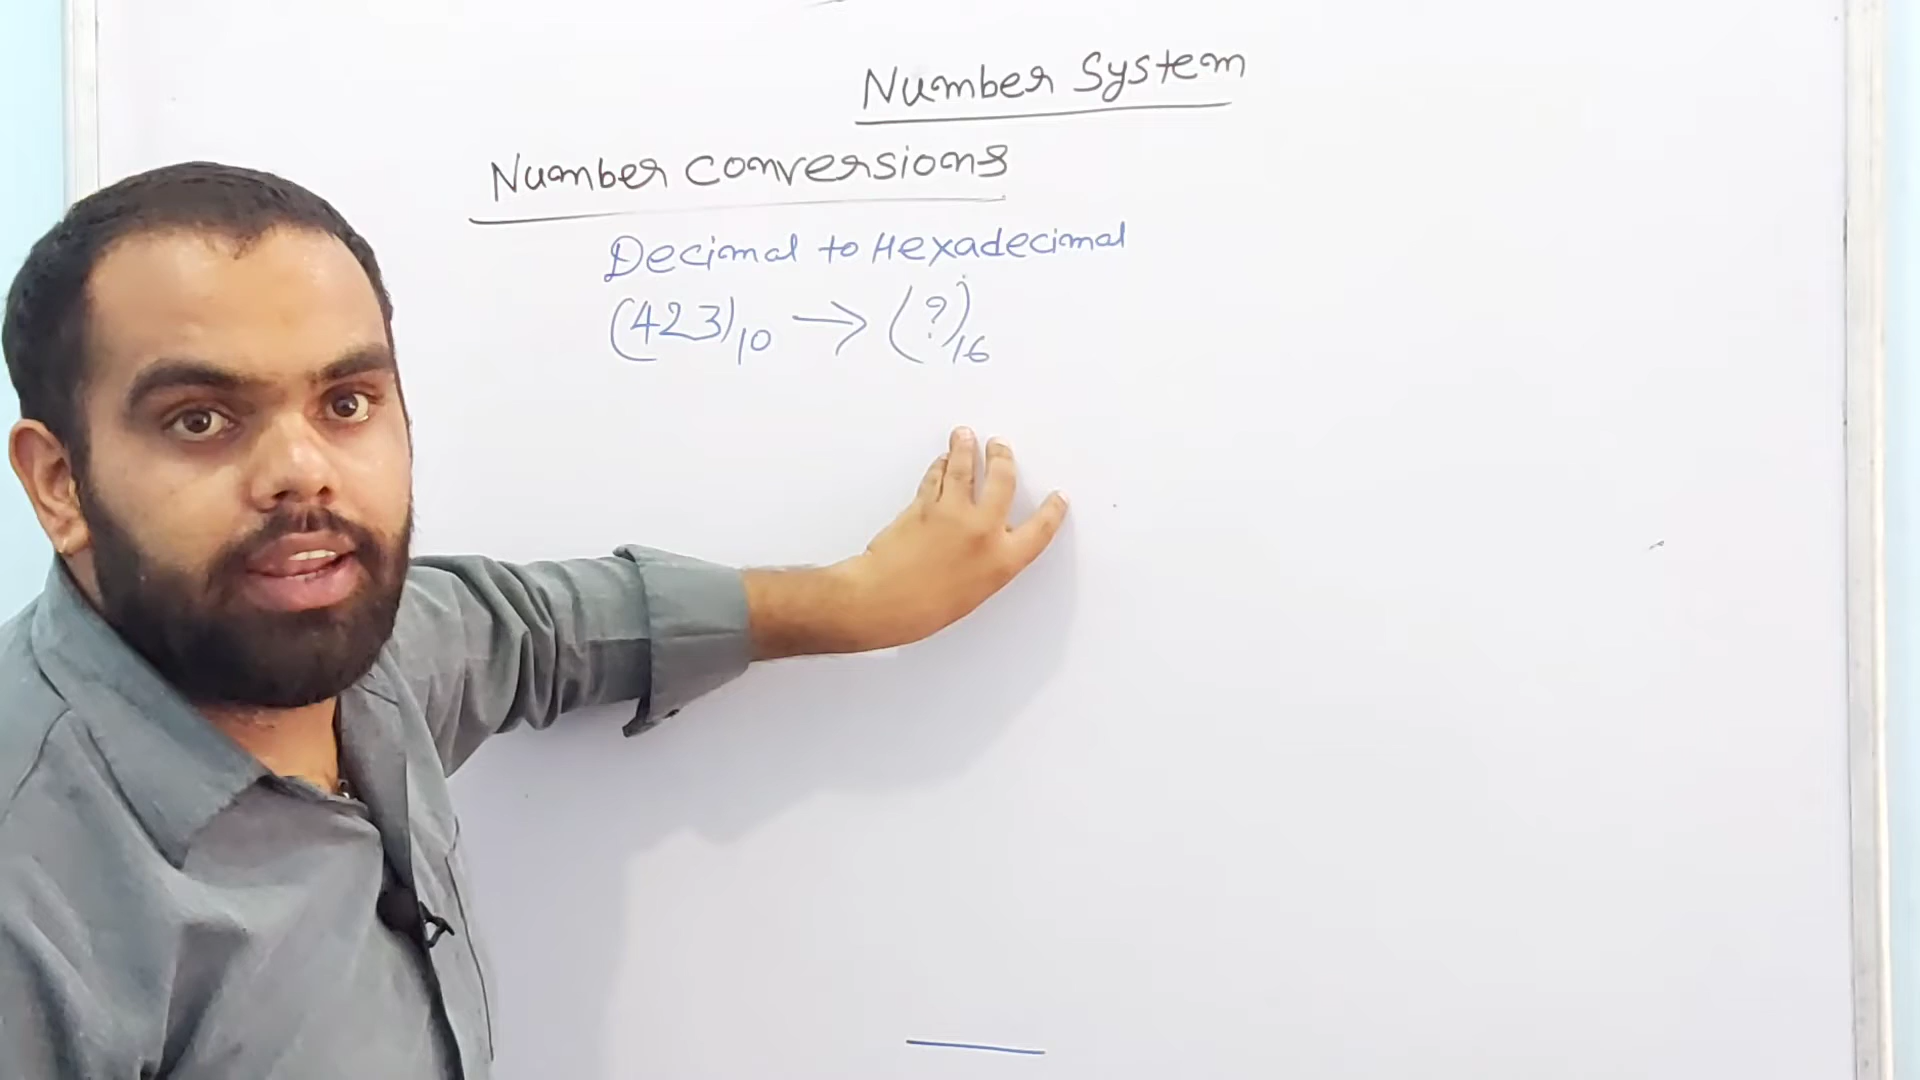 Number System
Number Conversions
Decimal to Hexadecimal
(423)₁₀ → (?)₁₆